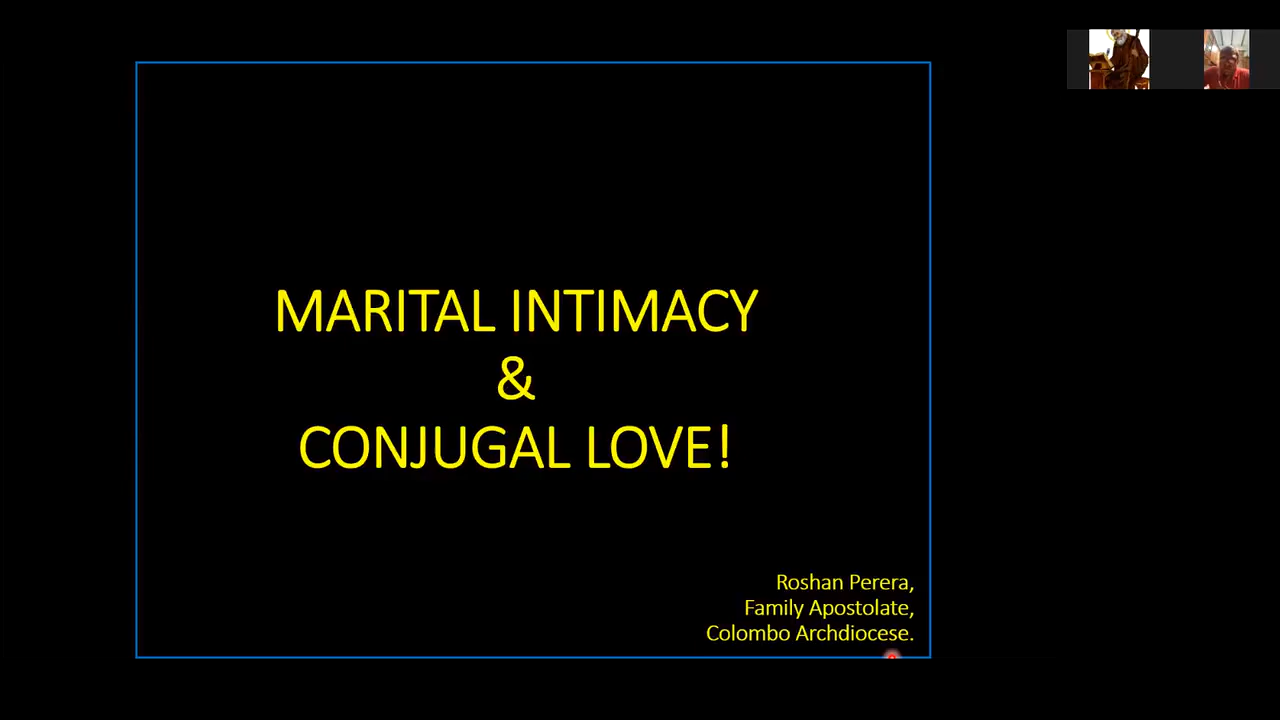 MARITAL INTIMACY
&
CONJUGAL LOVE!
Roshan Perera,
Family Apostolate,
Colombo Archdiocese.